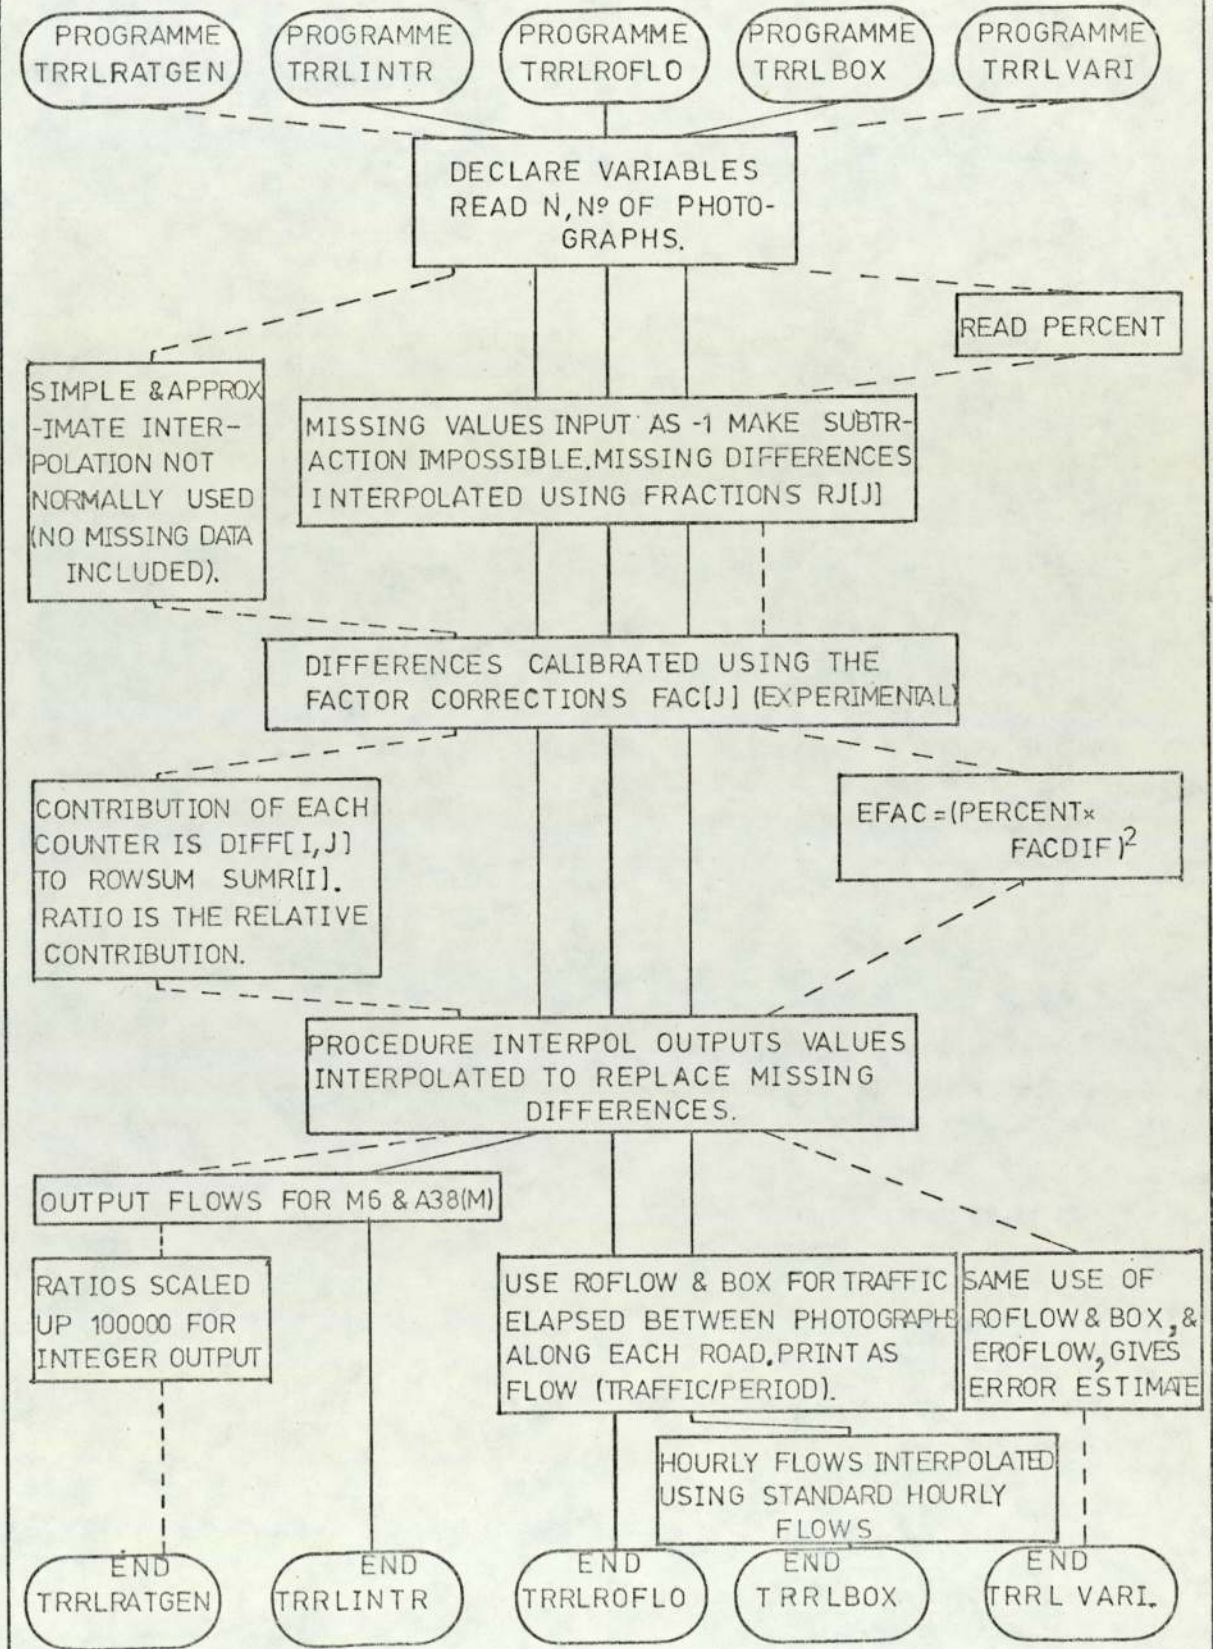 PROGRAMME
TRRLRATGEN
PROGRAMME
TRRLINTR
PROGRAMME
TRRLROFLO
PROGRAMME
TRRLBOX
PROGRAMME
TRRLVARI
DECLARE VARIABLES
READ N, Nº OF PHOTO-
GRAPHS.
READ PERCENT
SIMPLE & APPROX
-IMATE INTER-
POLATION NOT
NORMALLY USED
(NO MISSING DATA
INCLUDED).
MISSING VALUES INPUT AS -1 MAKE SUBTR-
ACTION IMPOSSIBLE. MISSING DIFFERENCES
INTERPOLATED USING FRACTIONS RJ[J]
DIFFERENCES CALIBRATED USING THE
FACTOR CORRECTIONS FAC[J] (EXPERIMENTAL)
CONTRIBUTION OF EACH
COUNTER IS DIFF[I,J]
TO ROWSUM SUMR[I].
RATIO IS THE RELATIVE
CONTRIBUTION.
EFAC=(PERCENT×
FACDIF)²
PROCEDURE INTERPOL OUTPUTS VALUES
INTERPOLATED TO REPLACE MISSING
DIFFERENCES.
OUTPUT FLOWS FOR M6 & A38(M)
RATIOS SCALED
UP 100000 FOR
INTEGER OUTPUT
USE ROFLOW & BOX FOR TRAFFIC
ELAPSED BETWEEN PHOTOGRAPHS
ALONG EACH ROAD. PRINT AS
FLOW (TRAFFIC/PERIOD).
SAME USE OF
ROFLOW & BOX, &
EROFLOW, GIVES
ERROR ESTIMATE
HOURLY FLOWS INTERPOLATED
USING STANDARD HOURLY
FLOWS
END
TRRLRATGEN
END
TRRLINTR
END
TRRLROFLO
END
TRRLBOX
END
TRRL VARI.